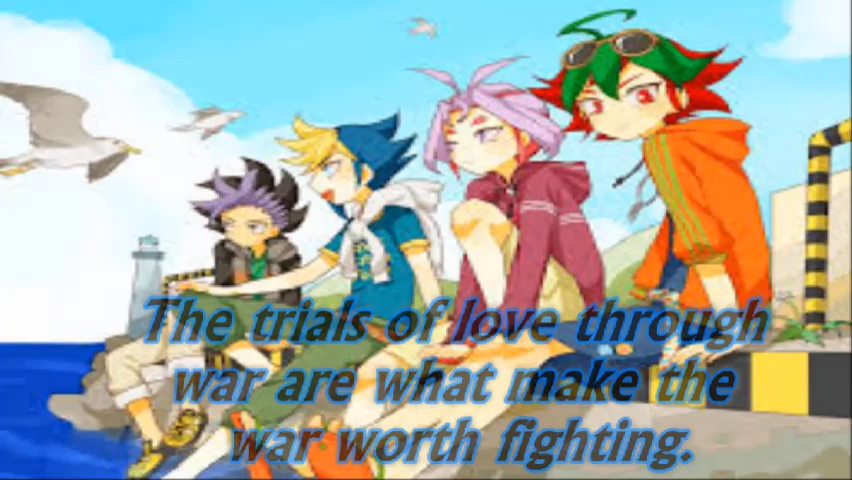 The trials of love through
war are what make the
war worth fighting.